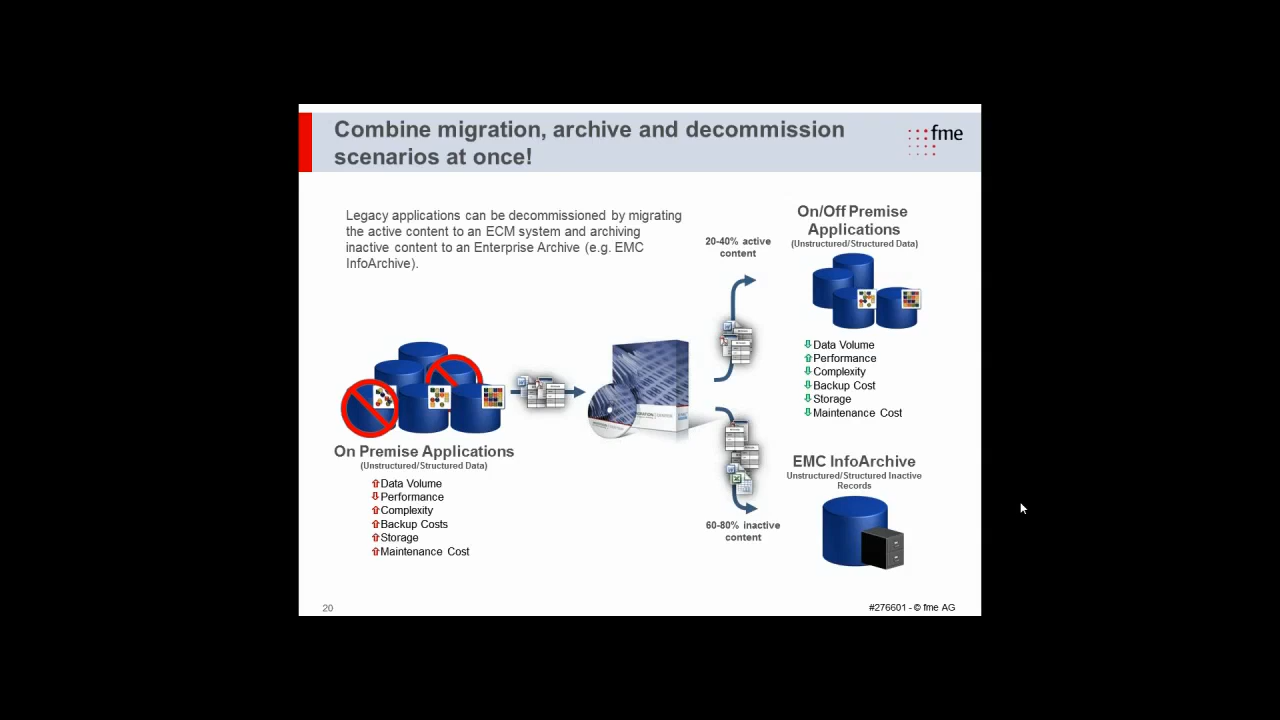 Combine migration, archive and decommission
scenarios at once!
fme
Legacy applications can be decommissioned by migrating
the active content to an ECM system and archiving
inactive content to an Enterprise Archive (e.g. EMC
InfoArchive).
20-40% active
content
On/Off Premise
Applications
(Unstructured/Structured Data)
Data Volume
Performance
Complexity
Backup Cost
Storage
Maintenance Cost
On Premise Applications
(Unstructured/Structured Data)
Data Volume
Performance
Complexity
Backup Costs
Storage
Maintenance Cost
60-80% inactive
content
EMC InfoArchive
Unstructured/Structured Inactive
Records
20
#276601 - © fme AG